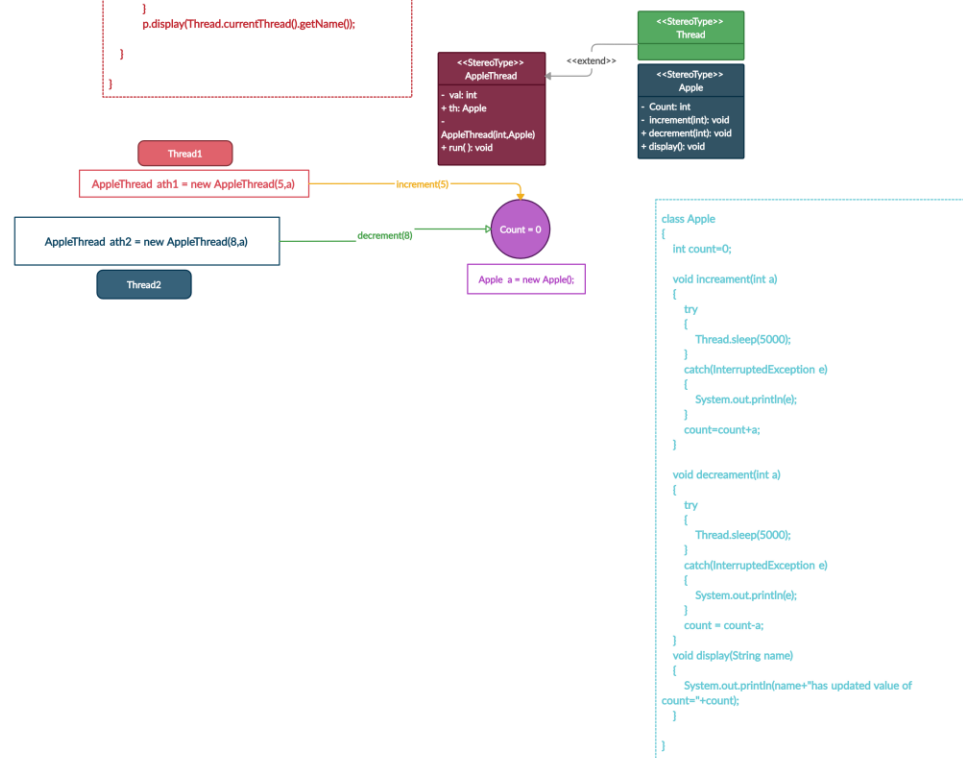 }
p.display(Thread.currentThread().getName());
}
}
<<StereoType>>
Thread
<<extend>>
<<StereoType>>
AppleThread
- val: int
+ th: Apple
-
AppleThread(int,Apple)
+ run( ): void
<<StereoType>>
Apple
- Count: int
- increment(int): void
+ decrement(int): void
+ display(): void
Thread1
AppleThread ath1 = new AppleThread(5,a)
increment(5)
AppleThread ath2 = new AppleThread(8,a)
decrement(8)
Count = 0
Thread2
Apple a = new Apple();
class Apple
{
int count=0;
void increament(int a)
{
try
{
Thread.sleep(5000);
}
catch(InterruptedException e)
{
System.out.println(e);
}
count=count+a;
}
void decreament(int a)
{
try
{
Thread.sleep(5000);
}
catch(InterruptedException e)
{
System.out.println(e);
}
count = count-a;
}
void display(String name)
{
System.out.println(name+"has updated value of
count="+count);
}
}